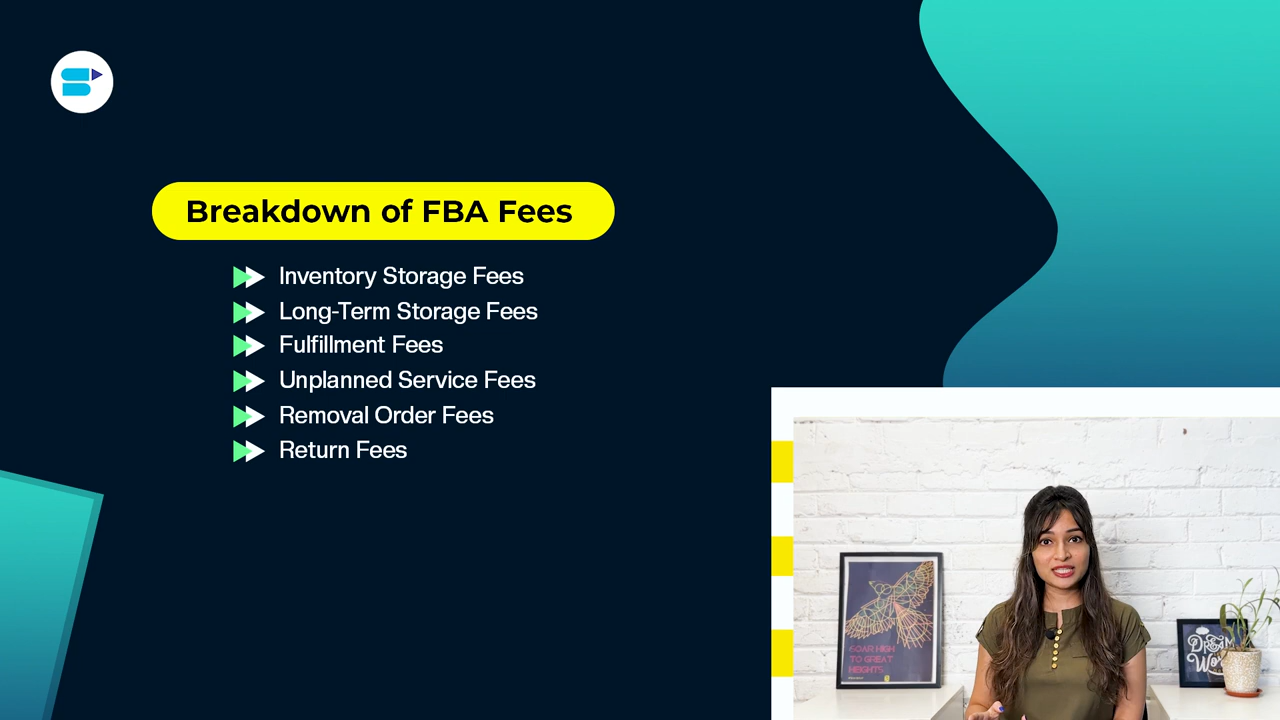 Breakdown of FBA Fees
Inventory Storage Fees
Long-Term Storage Fees
Fulfillment Fees
Unplanned Service Fees
Removal Order Fees
Return Fees
SOAR HIGH
TO GREAT
HEIGHTS
DREAM